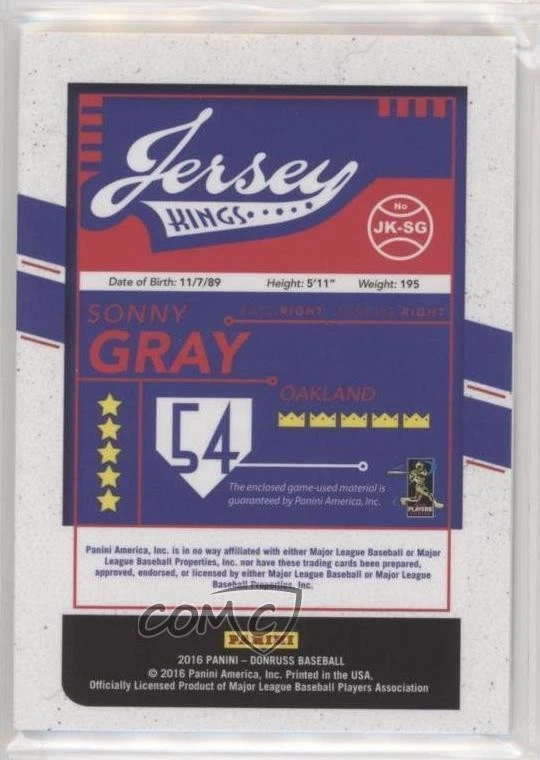 Jersey
KINGS
No
JK-SG
Date of Birth: 11/7/89 Height: 5'11" Weight: 195
SONNY
BATS RIGHT THROWS RIGHT
GRAY
OAKLAND
54
The enclosed game-used material is
guaranteed by Panini America, Inc.
PLAYERS
Panini America, Inc. is in no way affiliated with either Major League Baseball or Major
League Baseball Properties, Inc. nor have these trading cards been prepared,
approved, endorsed, or licensed by either Major League Baseball or Major League
Baseball Properties, Inc.
COMC
PANINI
2016 PANINI – DONRUSS BASEBALL
© 2016 Panini America, Inc. Printed in the USA.
Officially Licensed Product of Major League Baseball Players Association